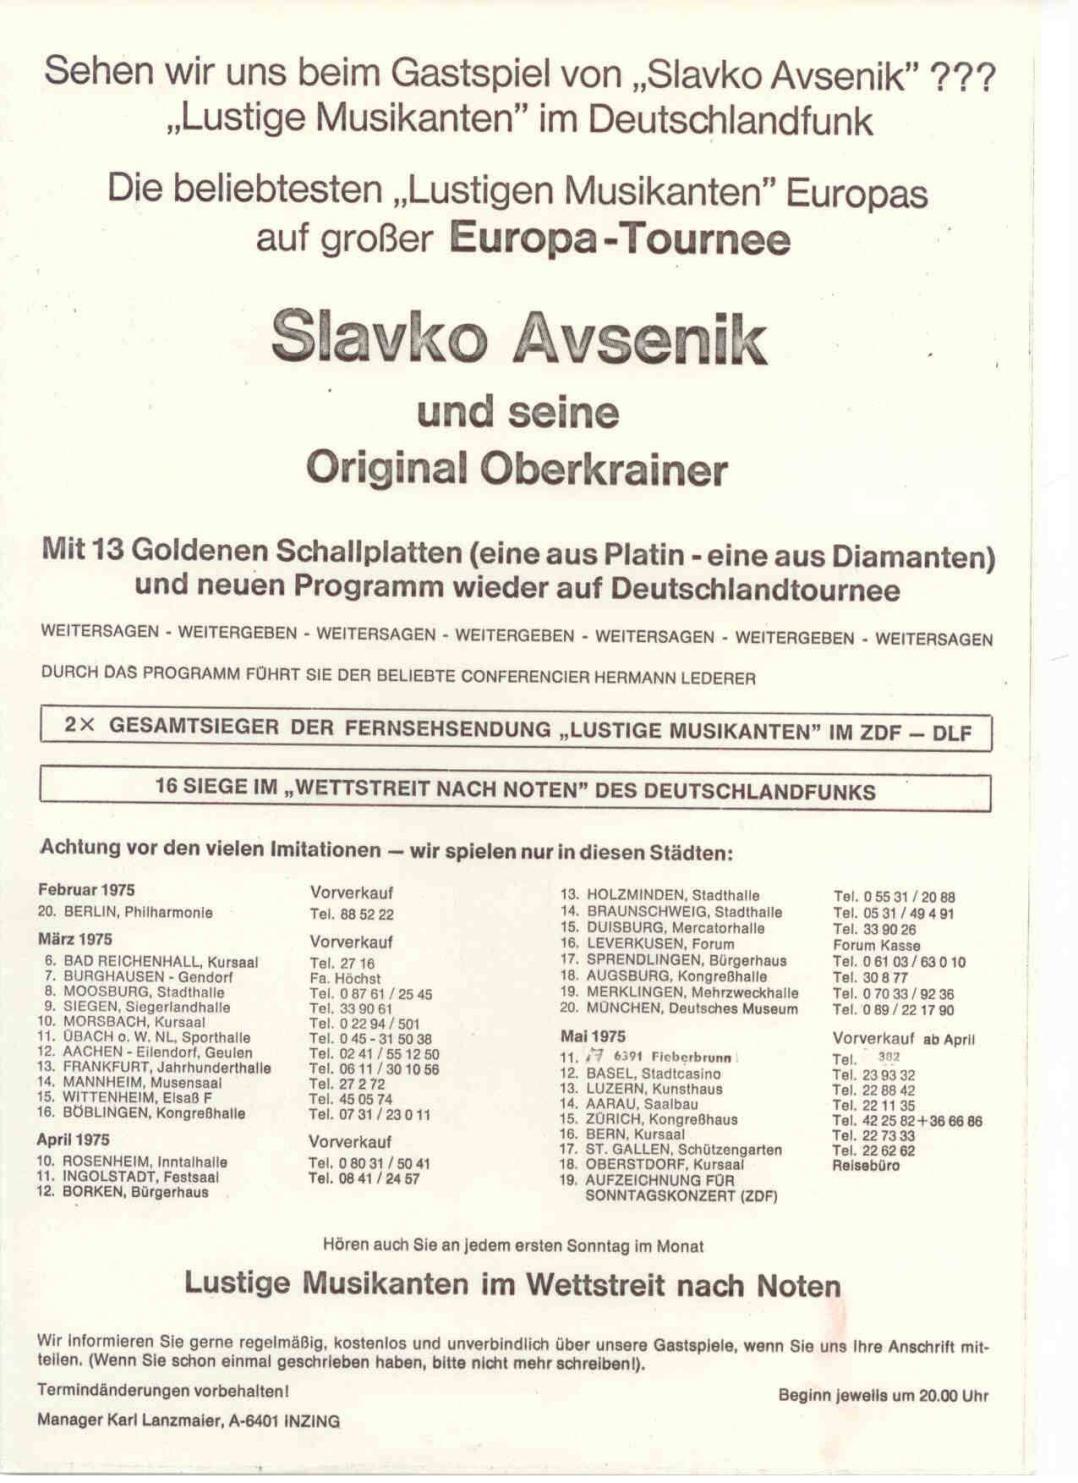 Sehen wir uns beim Gastspiel von „Slavko Avsenik” ???
„Lustige Musikanten” im Deutschlandfunk
Die beliebtesten „Lustigen Musikanten” Europas
auf großer Europa-Tournee
Slavko Avsenik
und seine
Original Oberkrainer
Mit 13 Goldenen Schallplatten (eine aus Platin - eine aus Diamanten)
und neuen Programm wieder auf Deutschlandtournee
WEITERSAGEN - WEITERGEBEN - WEITERSAGEN - WEITERGEBEN - WEITERSAGEN - WEITERGEBEN - WEITERSAGEN
DURCH DAS PROGRAMM FÜHRT SIE DER BELIEBTE CONFERENCIER HERMANN LEDERER
2× GESAMTSIEGER DER FERNSEHSENDUNG „LUSTIGE MUSIKANTEN” IM ZDF – DLF
16 SIEGE IM „WETTSTREIT NACH NOTEN” DES DEUTSCHLANDFUNKS
Achtung vor den vielen Imitationen – wir spielen nur in diesen Städten:
Februar 1975 Vorverkauf
20. BERLIN, Philharmonie Tel. 88 52 22
März 1975 Vorverkauf
6. BAD REICHENHALL, Kursaal Tel. 27 16
7. BURGHAUSEN - Gendorf Fa. Höchst
8. MOOSBURG, Stadthalle Tel. 0 87 61 / 25 45
9. SIEGEN, Siegerlandhalle Tel. 33 90 61
10. MORSBACH, Kursaal Tel. 0 22 94 / 501
11. ÜBACH o. W. NL, Sporthalle Tel. 0 45 - 31 50 38
12. AACHEN - Eilendorf, Geulen Tel. 02 41 / 55 12 50
13. FRANKFURT, Jahrhunderthalle Tel. 06 11 / 30 10 56
14. MANNHEIM, Musensaal Tel. 27 2 72
15. WITTENHEIM, Elsaß F Tel. 45 05 74
16. BÖBLINGEN, Kongreßhalle Tel. 07 31 / 23 0 11
April 1975 Vorverkauf
10. ROSENHEIM, Inntalhalle Tel. 0 80 31 / 50 41
11. INGOLSTADT, Festsaal Tel. 08 41 / 24 57
12. BORKEN, Bürgerhaus
13. HOLZMINDEN, Stadthalle Tel. 0 55 31 / 20 88
14. BRAUNSCHWEIG, Stadthalle Tel. 05 31 / 49 4 91
15. DUISBURG, Mercatorhalle Tel. 33 90 26
16. LEVERKUSEN, Forum Forum Kasse
17. SPRENDLINGEN, Bürgerhaus Tel. 0 61 03 / 63 0 10
18. AUGSBURG, Kongreßhalle Tel. 30 8 77
19. MERKLINGEN, Mehrzweckhalle Tel. 0 70 33 / 92 36
20. MÜNCHEN, Deutsches Museum Tel. 0 89 / 22 17 90
Mai 1975 Vorverkauf ab April
11. 6391 Fieberbrunn Tel. 302
12. BASEL, Stadtcasino Tel. 23 93 32
13. LUZERN, Kunsthaus Tel. 22 88 42
14. AARAU, Saalbau Tel. 22 11 35
15. ZÜRICH, Kongreßhaus Tel. 42 25 82+36 66 86
16. BERN, Kursaal Tel. 22 73 33
17. ST. GALLEN, Schützengarten Tel. 22 62 62
18. OBERSTDORF, Kursaal Reisebüro
19. AUFZEICHNUNG FÜR
SONNTAGSKONZERT (ZDF)
Hören auch Sie an jedem ersten Sonntag im Monat
Lustige Musikanten im Wettstreit nach Noten
Wir informieren Sie gerne regelmäßig, kostenlos und unverbindlich über unsere Gastspiele, wenn Sie uns Ihre Anschrift mit-
teilen. (Wenn Sie schon einmal geschrieben haben, bitte nicht mehr schreiben!).
Termindänderungen vorbehalten! Beginn jeweils um 20.00 Uhr
Manager Karl Lanzmaier, A-6401 INZING